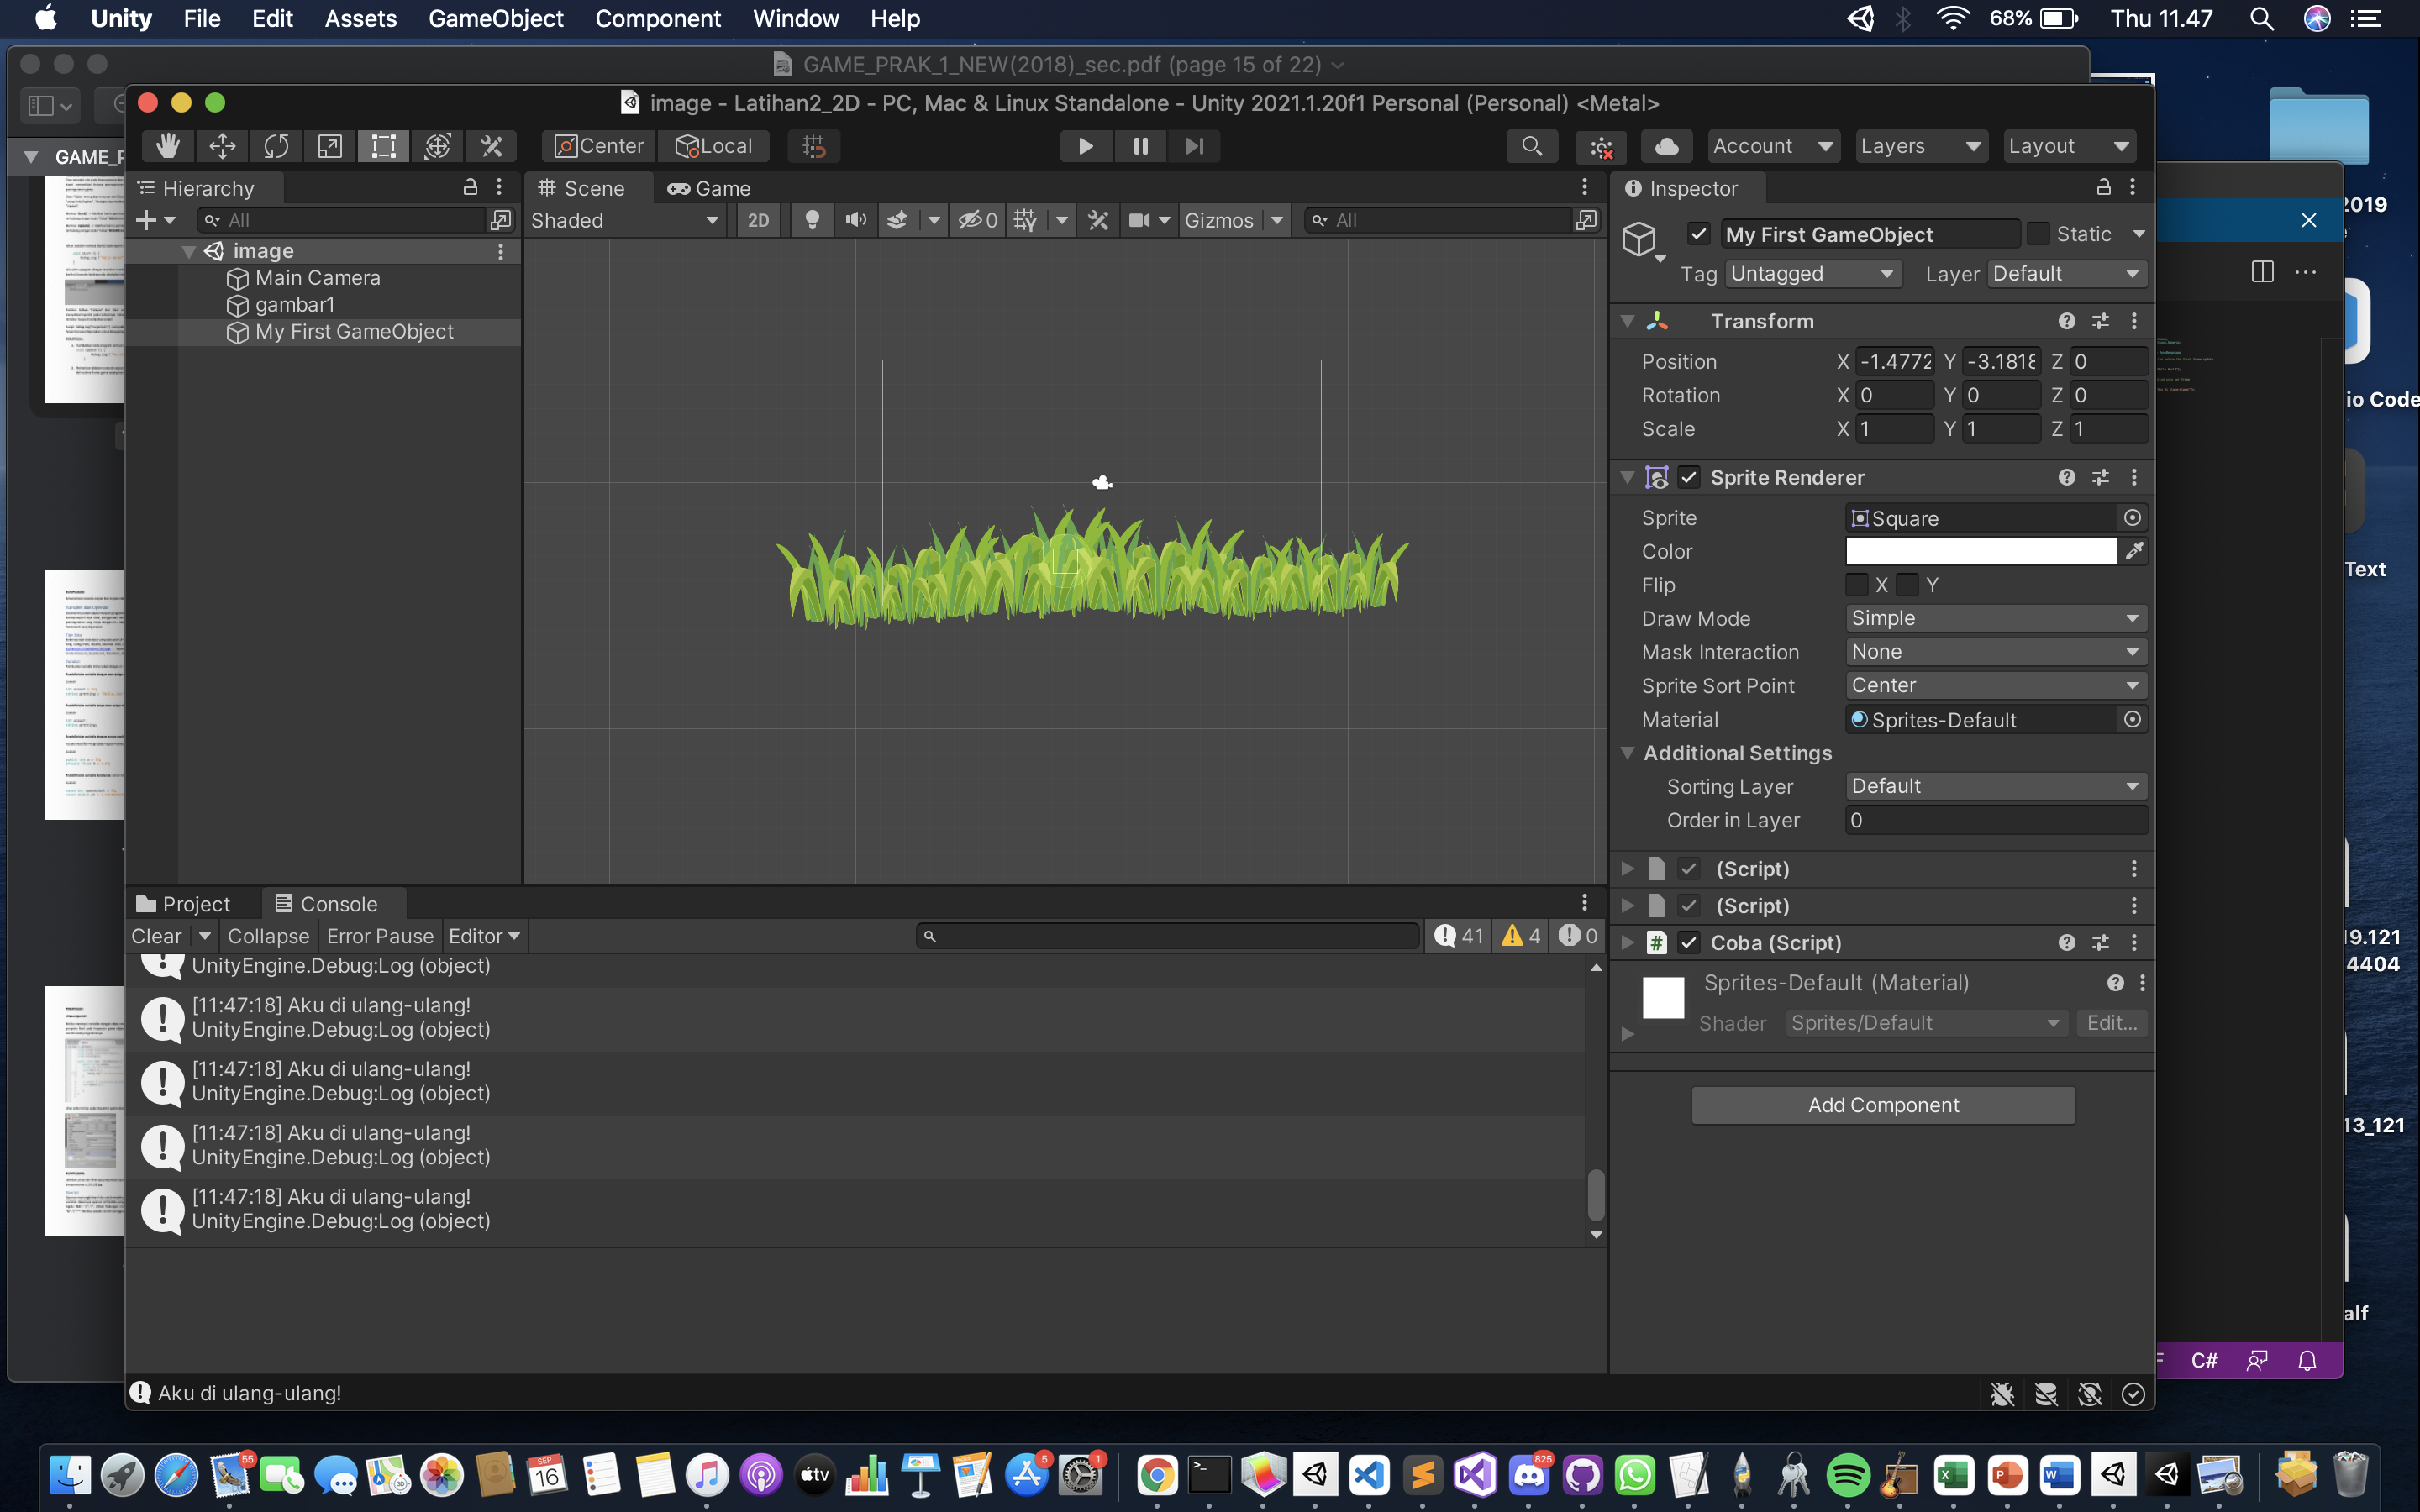 Unity File Edit Assets GameObject Component Window Help
68% Thu 11.47
GAME_PRAK_1_NEW(2018)_sec.pdf (page 15 of 22)
image - Latihan2_2D - PC, Mac & Linux Standalone - Unity 2021.1.20f1 Personal (Personal) <Metal>
Center Local Account Layers Layout
GAME_P
Hierarchy
All
image
Main Camera
gambar1
My First GameObject
Scene Game
Shaded 2D 0 Gizmos All
Inspector
My First GameObject Static
Tag Untagged Layer Default
Transform
Position X -1.4772 Y -3.1818 Z 0
Rotation X 0 Y 0 Z 0
Scale X 1 Y 1 Z 1
Sprite Renderer
Sprite Square
Color
Flip X Y
Draw Mode Simple
Mask Interaction None
Sprite Sort Point Center
Material Sprites-Default
Additional Settings
Sorting Layer Default
Order in Layer 0
(Script)
(Script)
Coba (Script)
Sprites-Default (Material)
Shader Sprites/Default Edit...
Add Component
Project Console
Clear Collapse Error Pause Editor 41 4 0
UnityEngine.Debug:Log (object)
[11:47:18] Aku di ulang-ulang!
UnityEngine.Debug:Log (object)
[11:47:18] Aku di ulang-ulang!
UnityEngine.Debug:Log (object)
[11:47:18] Aku di ulang-ulang!
UnityEngine.Debug:Log (object)
[11:47:18] Aku di ulang-ulang!
UnityEngine.Debug:Log (object)
Aku di ulang-ulang!
2019
io Code
Text
19.121
4404
13_121
alf
C#
55
SEP
16
tv
5
1
825